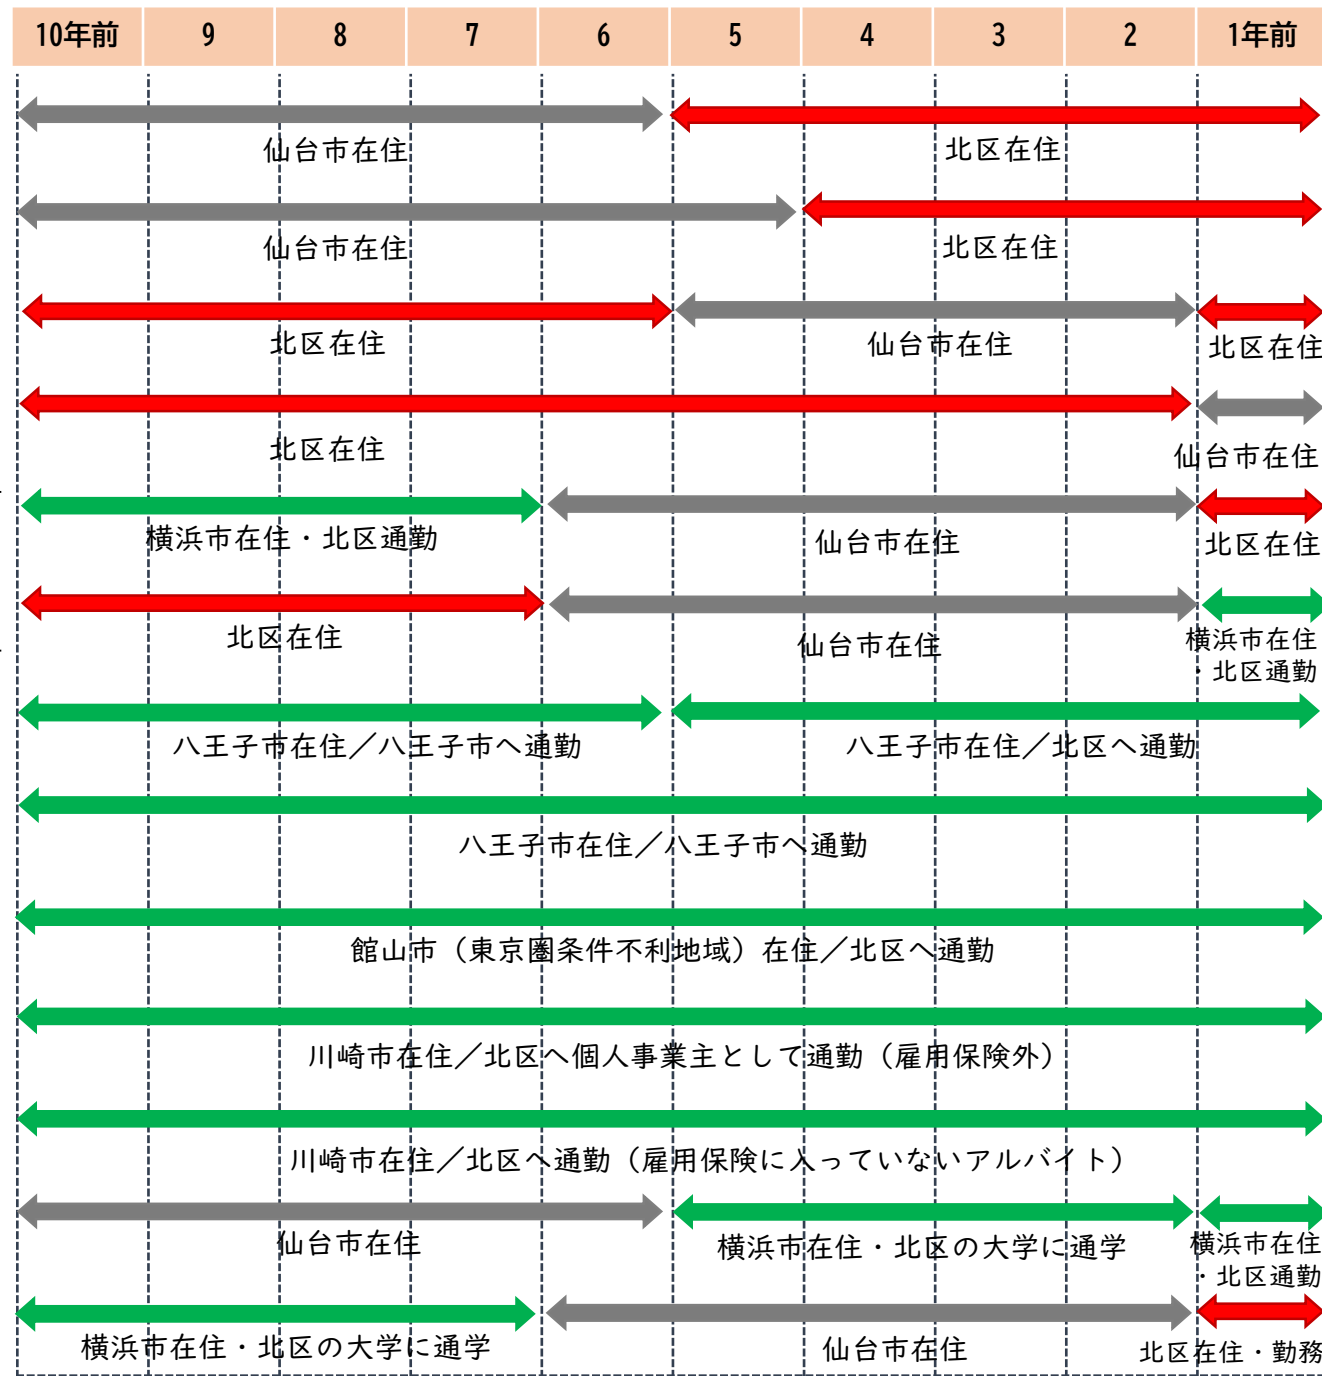 10年前 9 8 7 6 5 4 3 2 1年前
仙台市在住 北区在住
仙台市在住 北区在住
北区在住 仙台市在住 北区在住
北区在住 仙台市在住
横浜市在住・北区通勤 仙台市在住 北区在住
北区在住 仙台市在住 横浜市在住
・北区通勤
八王子市在住/八王子市へ通勤 八王子市在住/北区へ通勤
八王子市在住/八王子市へ通勤
館山市(東京圏条件不利地域)在住/北区へ通勤
川崎市在住/北区へ個人事業主として通勤(雇用保険外)
川崎市在住/北区へ通勤(雇用保険に入っていないアルバイト)
仙台市在住 横浜市在住・北区の大学に通学 横浜市在住
・北区通勤
横浜市在住・北区の大学に通学 仙台市在住 北区在住・勤務